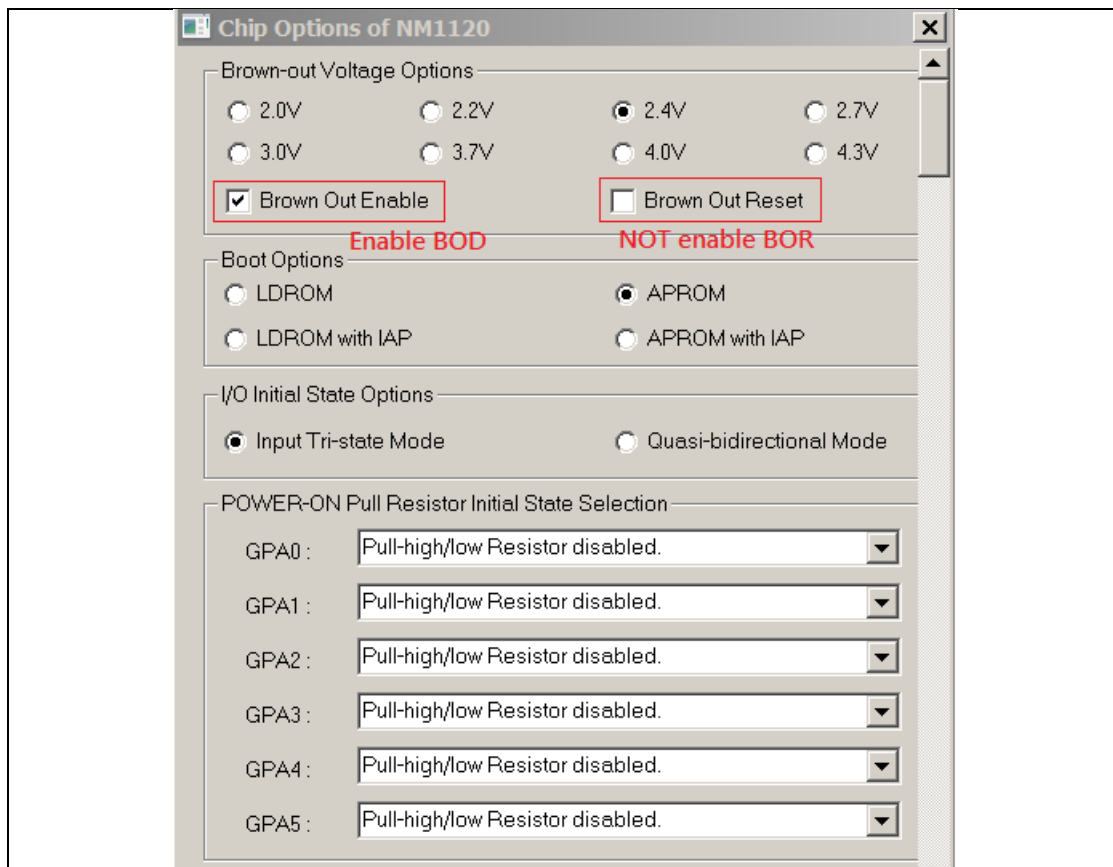 Chip Options of NM1120
Brown-out Voltage Options
2.0V 2.2V 2.4V 2.7V
3.0V 3.7V 4.0V 4.3V
Brown Out Enable Brown Out Reset
Enable BOD NOT enable BOR
Boot Options
LDROM APROM
LDROM with IAP APROM with IAP
I/O Initial State Options
Input Tri-state Mode Quasi-bidirectional Mode
POWER-ON Pull Resistor Initial State Selection
GPA0 : Pull-high/low Resistor disabled.
GPA1 : Pull-high/low Resistor disabled.
GPA2 : Pull-high/low Resistor disabled.
GPA3 : Pull-high/low Resistor disabled.
GPA4 : Pull-high/low Resistor disabled.
GPA5 : Pull-high/low Resistor disabled.